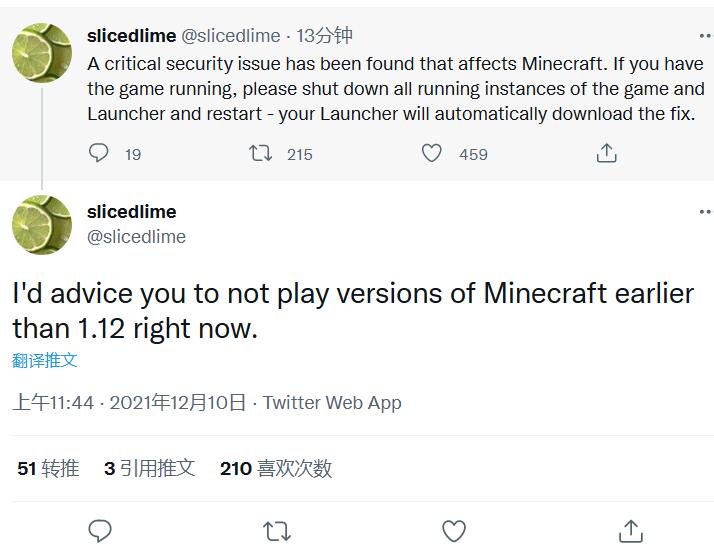 slicedlime @slicedlime · 13分钟
A critical security issue has been found that affects Minecraft. If you have
the game running, please shut down all running instances of the game and
Launcher and restart - your Launcher will automatically download the fix.
19 215 459
slicedlime
@slicedlime
I'd advice you to not play versions of Minecraft earlier
than 1.12 right now.
翻译推文
上午11:44 · 2021年12月10日 · Twitter Web App
51 转推 3 引用推文 210 喜欢次数